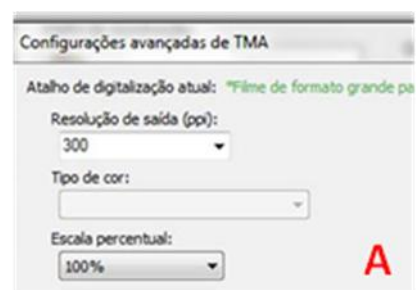 Configurações avançadas de TMA
Atalho de digitalização atual: "Filme de formato grande pa
Resolução de saída (ppi):
300
Tipo de cor:
Escala percentual:
100%
A